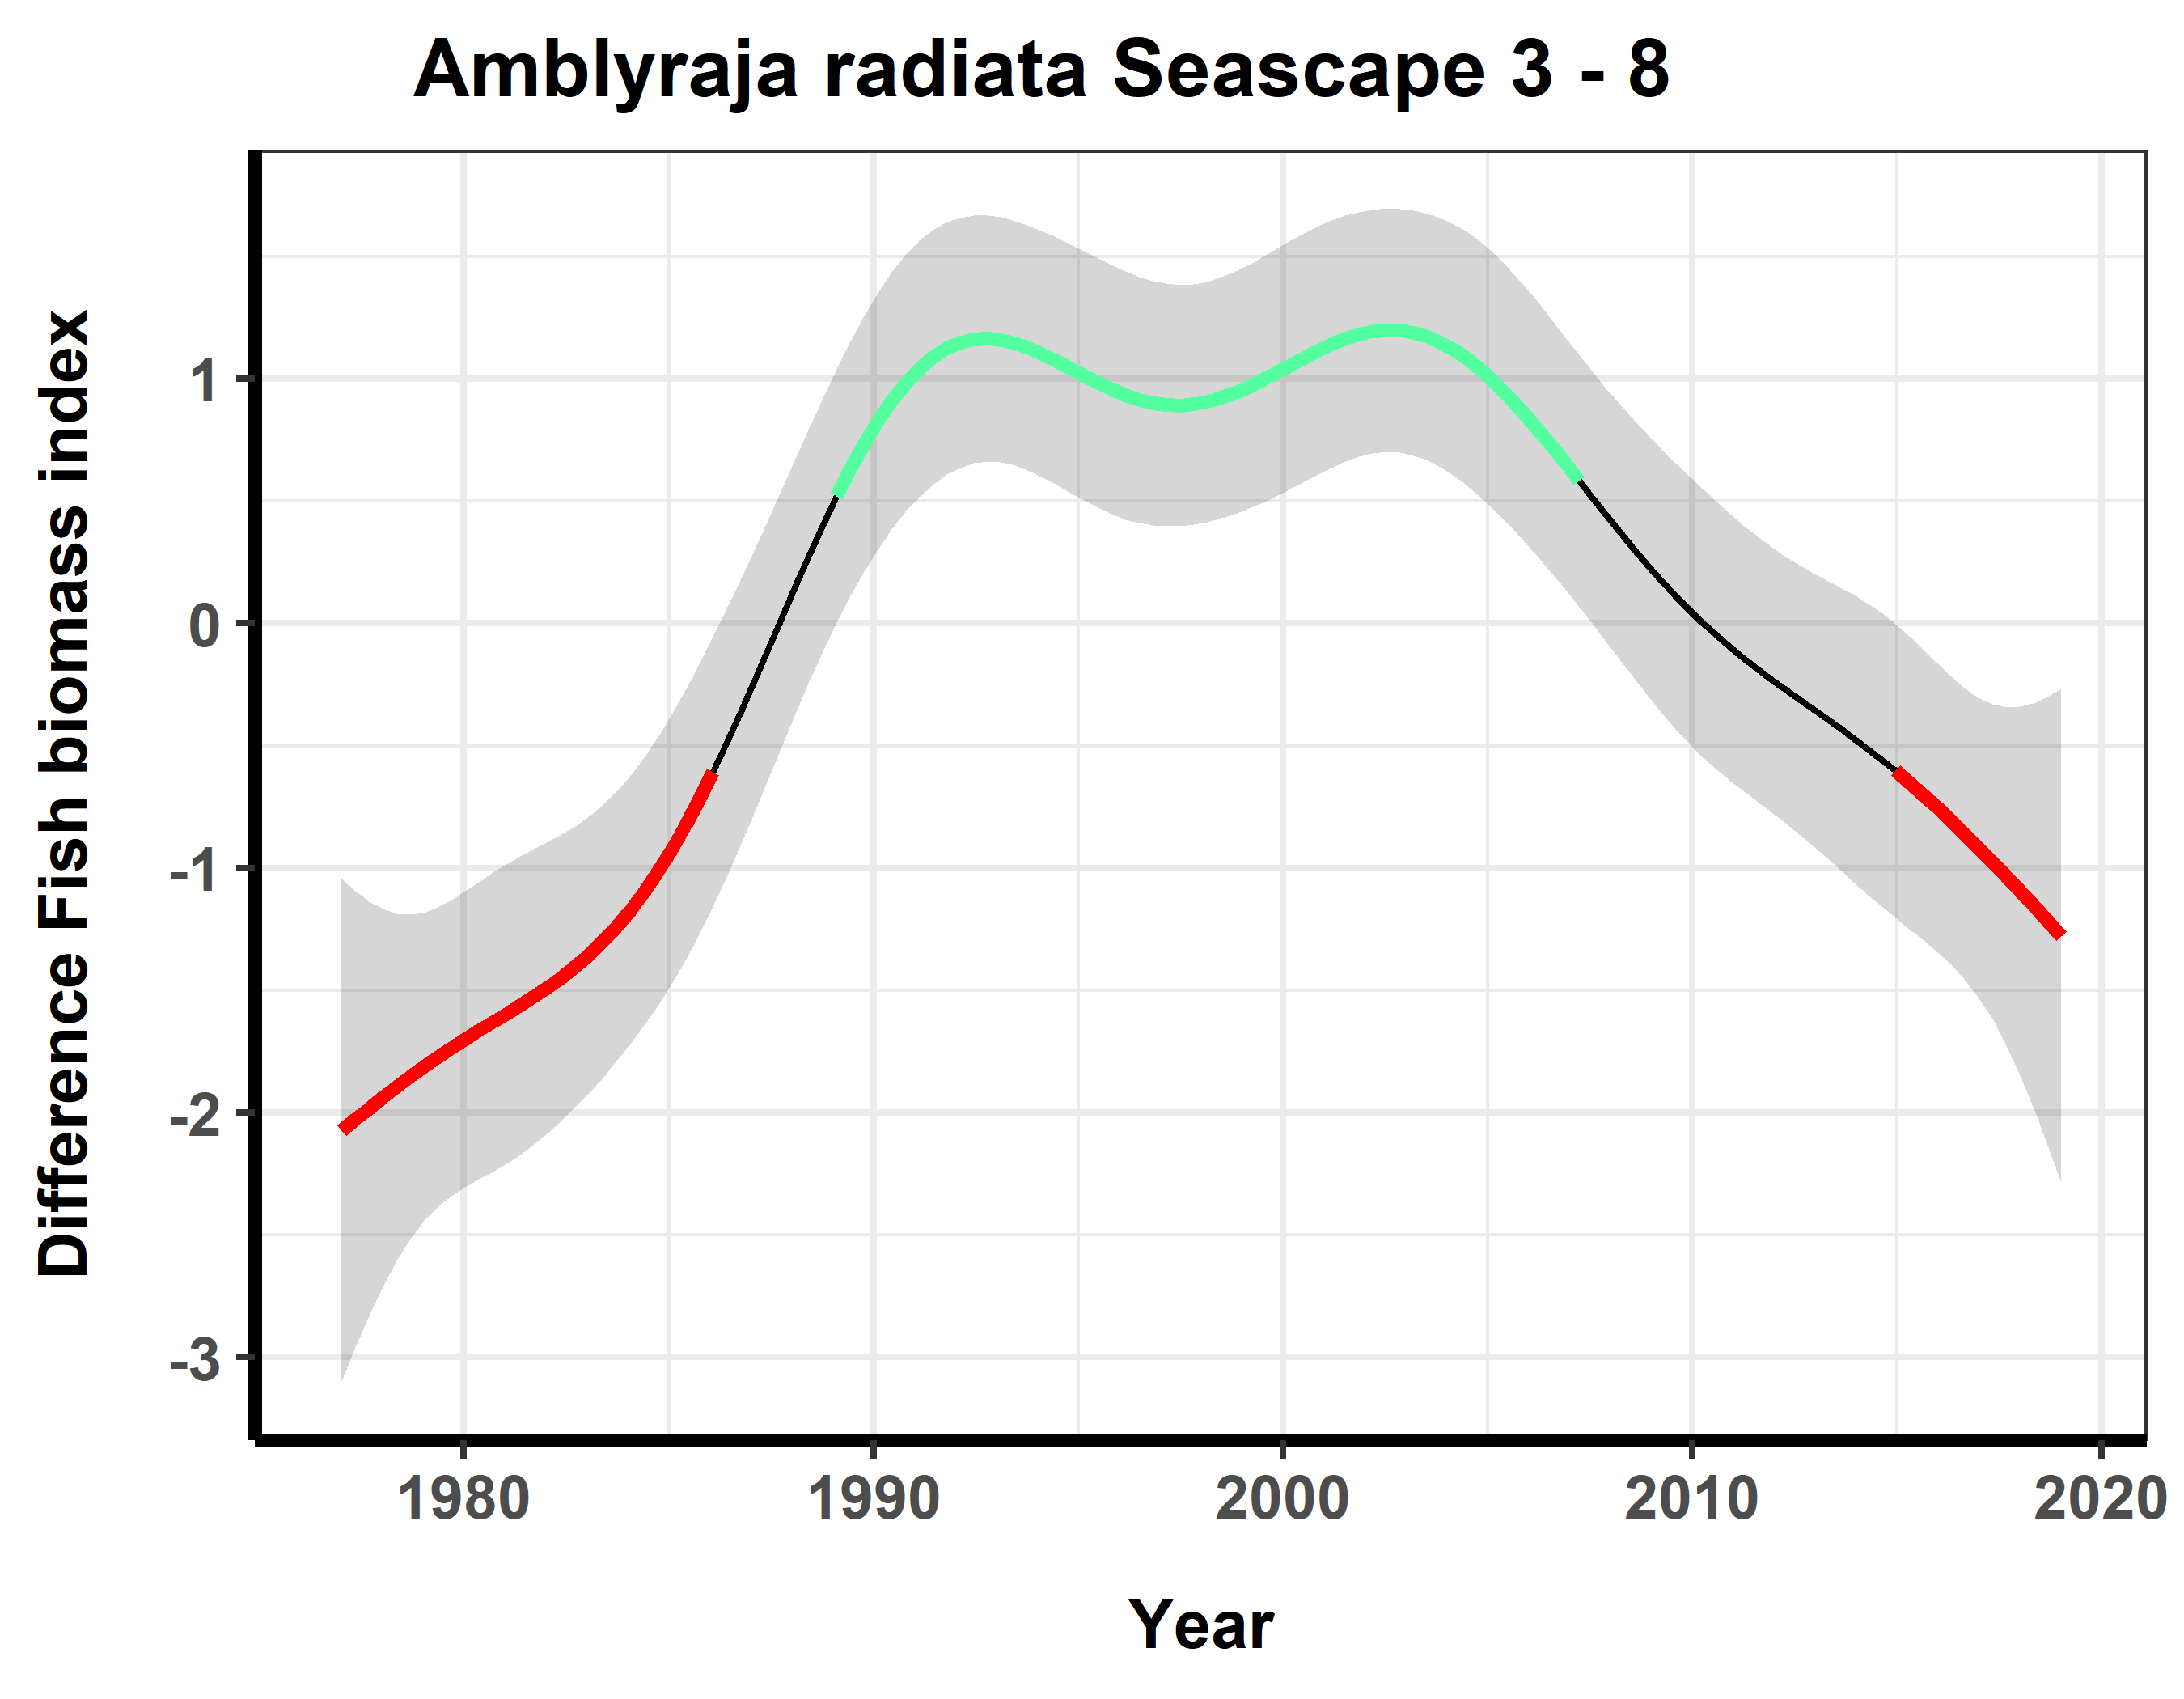 Amblyraja radiata Seascape 3 - 8
Difference Fish biomass index
1
0
-1
-2
-3
1980 1990 2000 2010 2020
Year